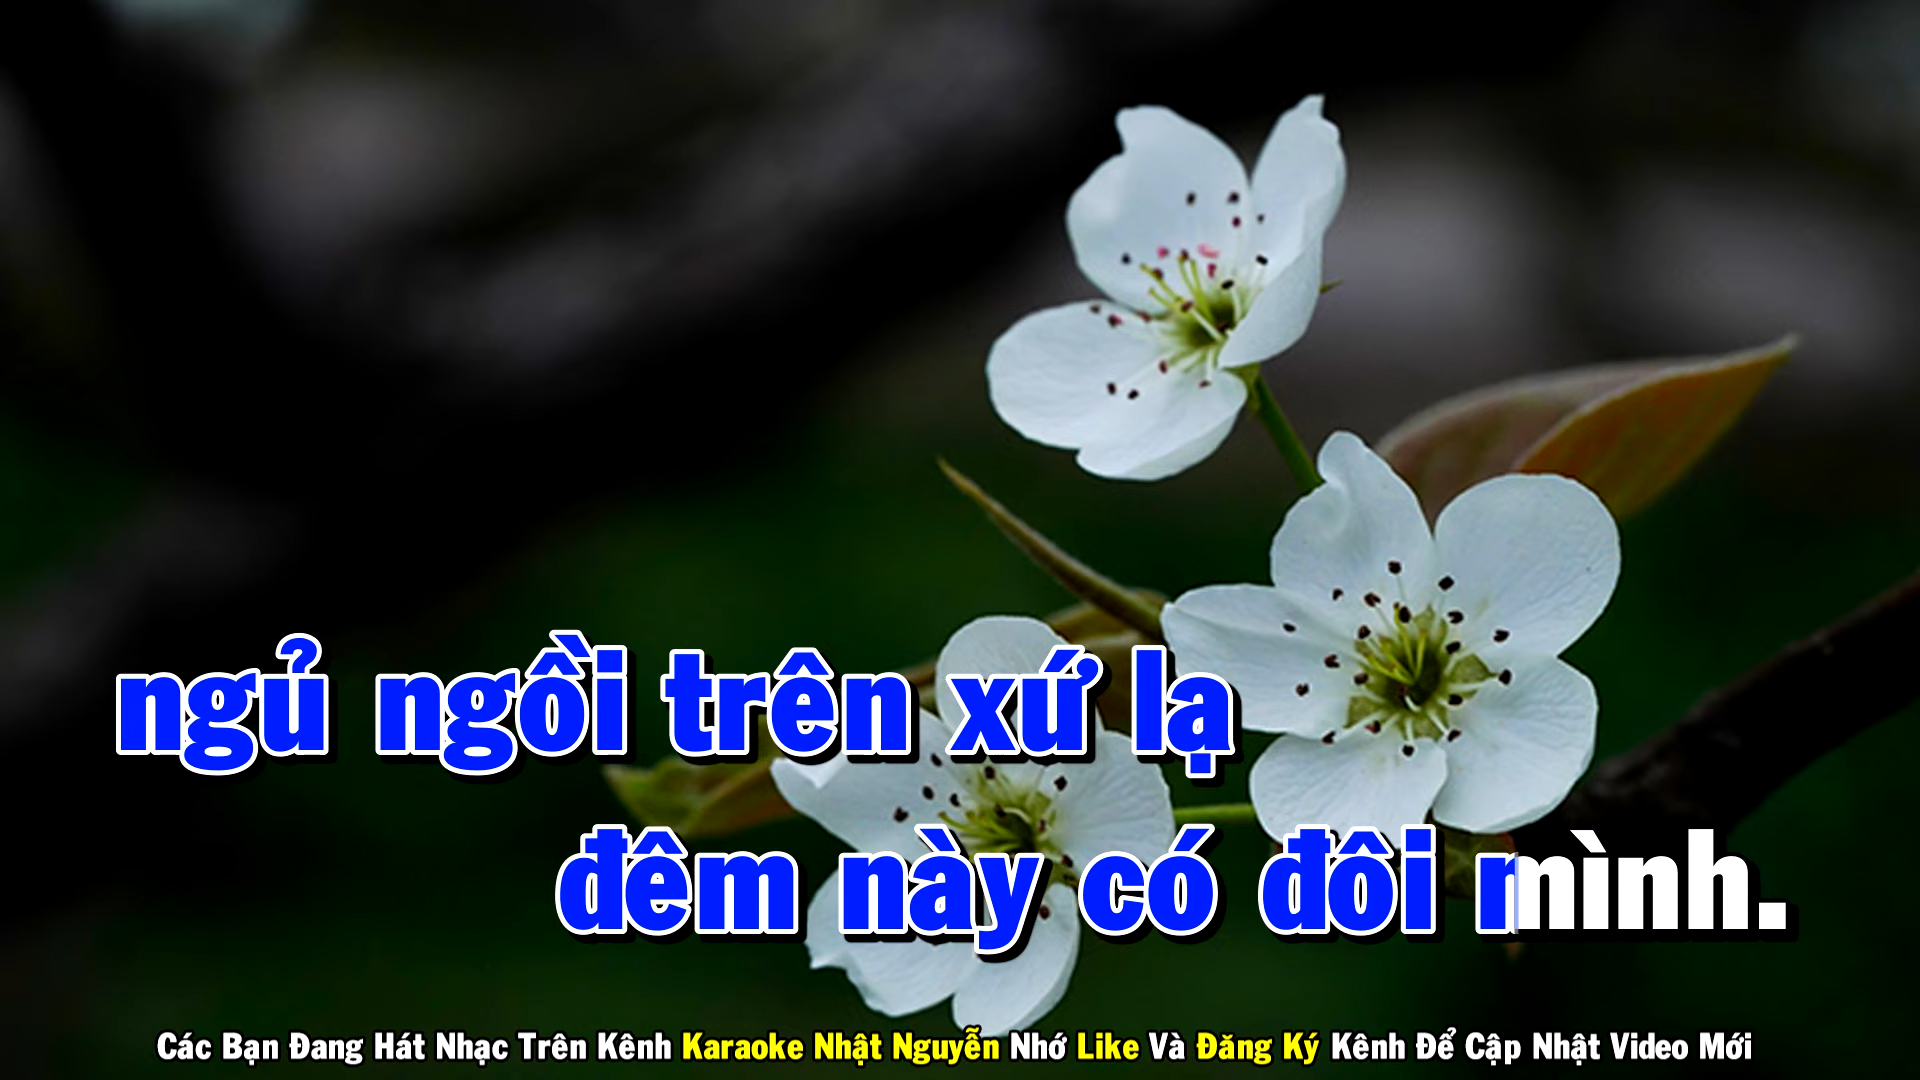 ngủ ngồi trên xứ lạ
đêm này có đôi mình.
Các Bạn Đang Hát Nhạc Trên Kênh Karaoke Nhật Nguyễn Nhớ Like Và Đăng Ký Kênh Để Cập Nhật Video Mới